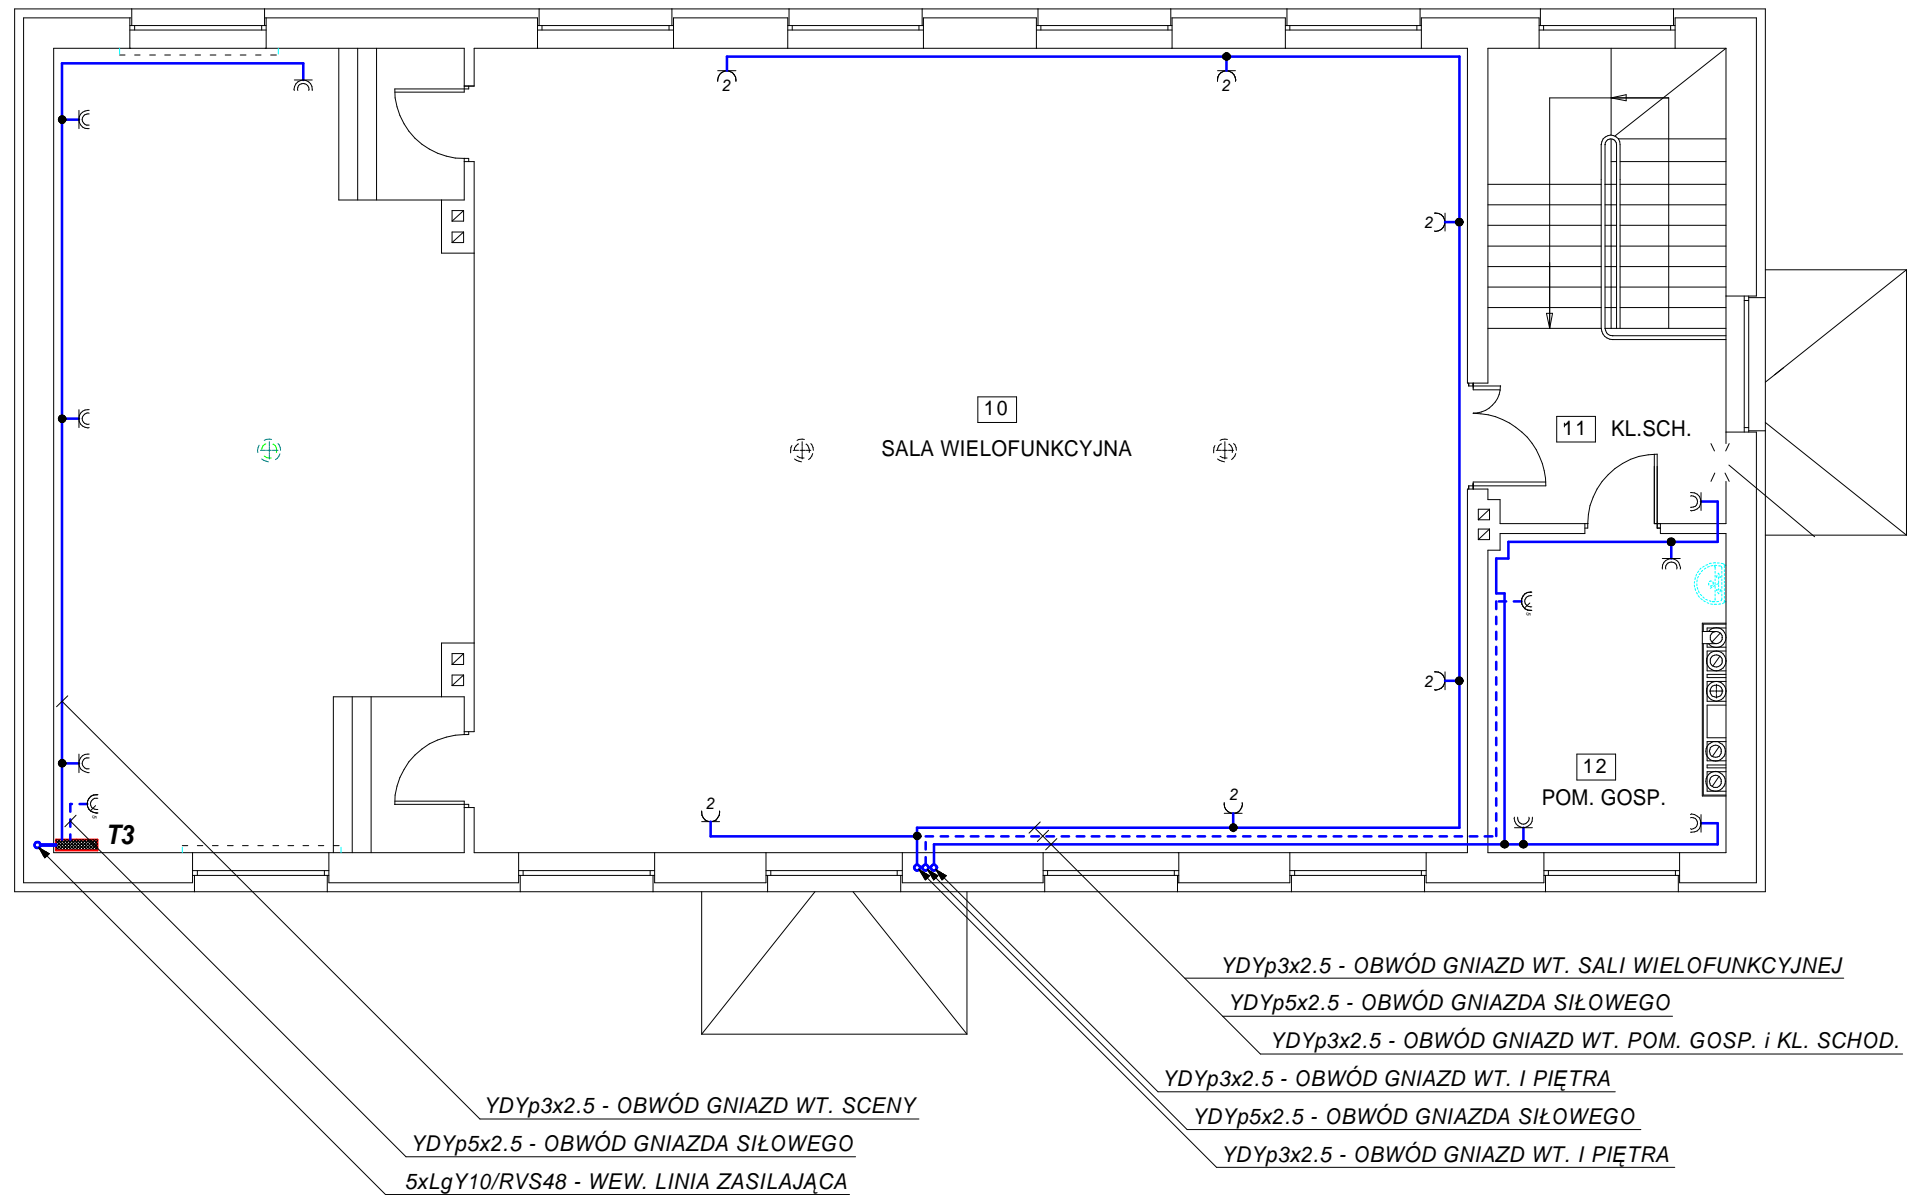 2
2
2
10
SALA WIELOFUNKCYJNA
11 KL.SCH.
2
12
POM. GOSP.
2
2
T3
YDYp3x2.5 - OBWÓD GNIAZD WT. SALI WIELOFUNKCYJNEJ
YDYp5x2.5 - OBWÓD GNIAZDA SIŁOWEGO
YDYp3x2.5 - OBWÓD GNIAZD WT. POM. GOSP. i KL. SCHOD.
YDYp3x2.5 - OBWÓD GNIAZD WT. I PIĘTRA
YDYp5x2.5 - OBWÓD GNIAZDA SIŁOWEGO
YDYp3x2.5 - OBWÓD GNIAZD WT. I PIĘTRA
YDYp3x2.5 - OBWÓD GNIAZD WT. SCENY
YDYp5x2.5 - OBWÓD GNIAZDA SIŁOWEGO
5xLgY10/RVS48 - WEW. LINIA ZASILAJĄCA